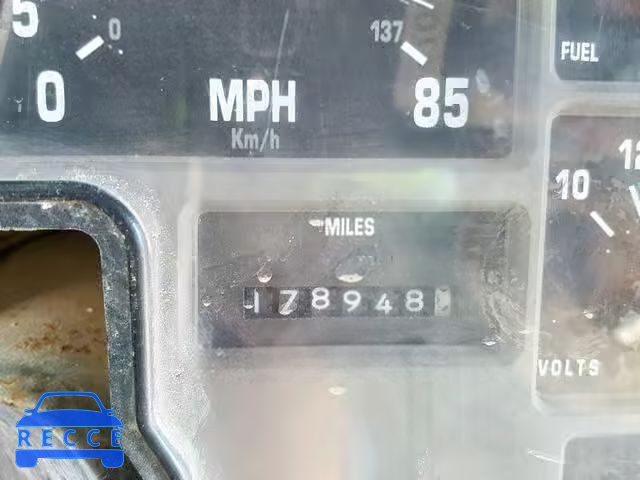 5
0
137
FUEL
0
MPH
85
Km/h
12
10
MILES
178948
VOLTS
RECCE